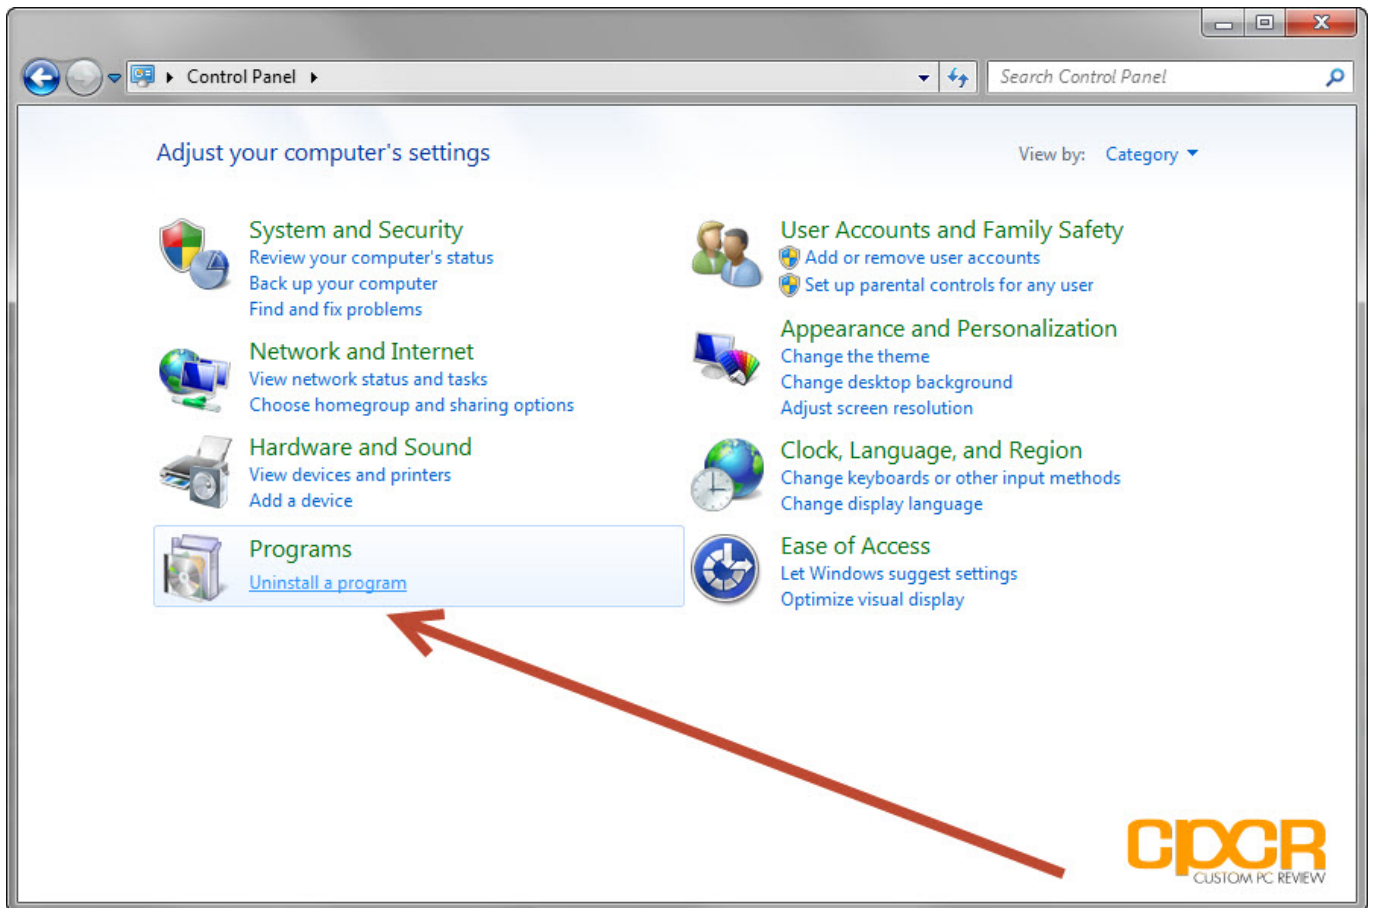 Control Panel
Search Control Panel
Adjust your computer's settings
View by: Category
System and Security
Review your computer's status
Back up your computer
Find and fix problems
Network and Internet
View network status and tasks
Choose homegroup and sharing options
Hardware and Sound
View devices and printers
Add a device
Programs
Uninstall a program
User Accounts and Family Safety
Add or remove user accounts
Set up parental controls for any user
Appearance and Personalization
Change the theme
Change desktop background
Adjust screen resolution
Clock, Language, and Region
Change keyboards or other input methods
Change display language
Ease of Access
Let Windows suggest settings
Optimize visual display
CPCR
CUSTOM PC REVIEW